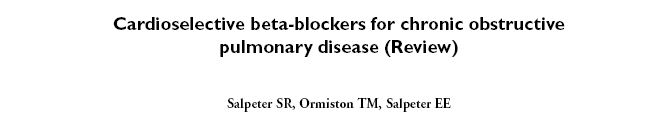 Cardioselective beta-blockers for chronic obstructive
pulmonary disease (Review)
Salpeter SR, Ormiston TM, Salpeter EE